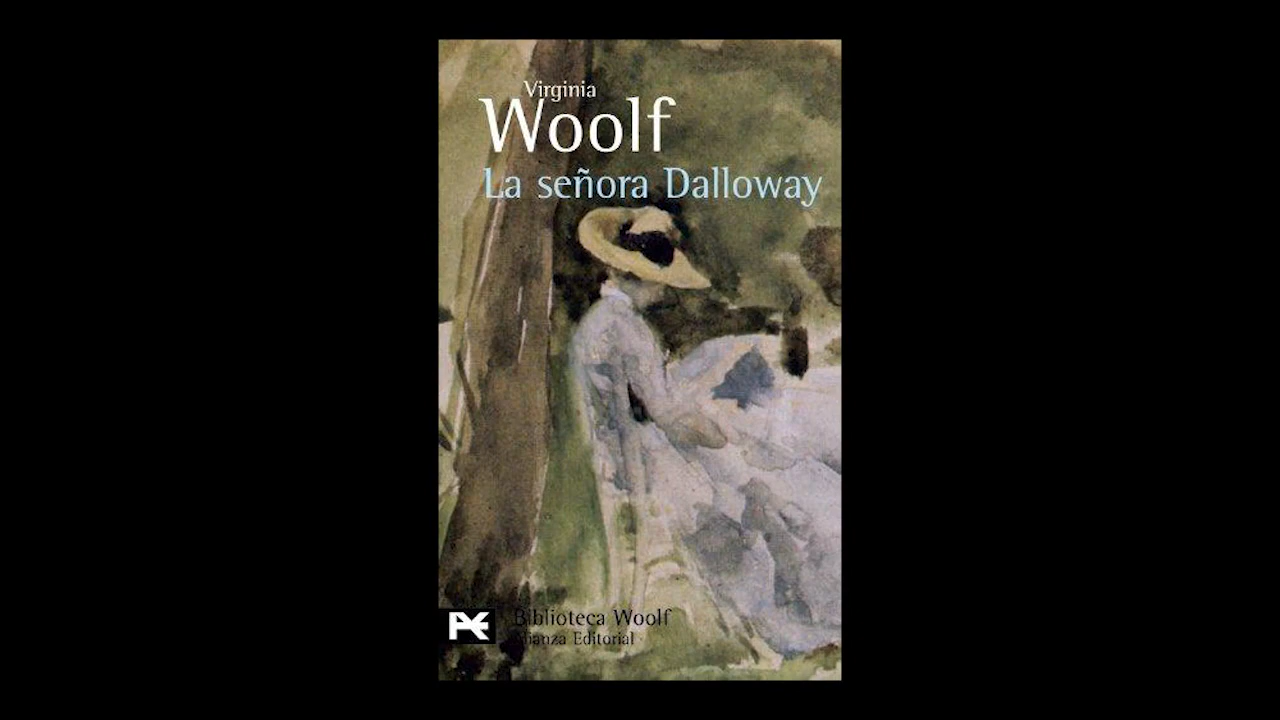 Virginia
Woolf
La señora Dalloway
Biblioteca Woolf
Alianza Editorial